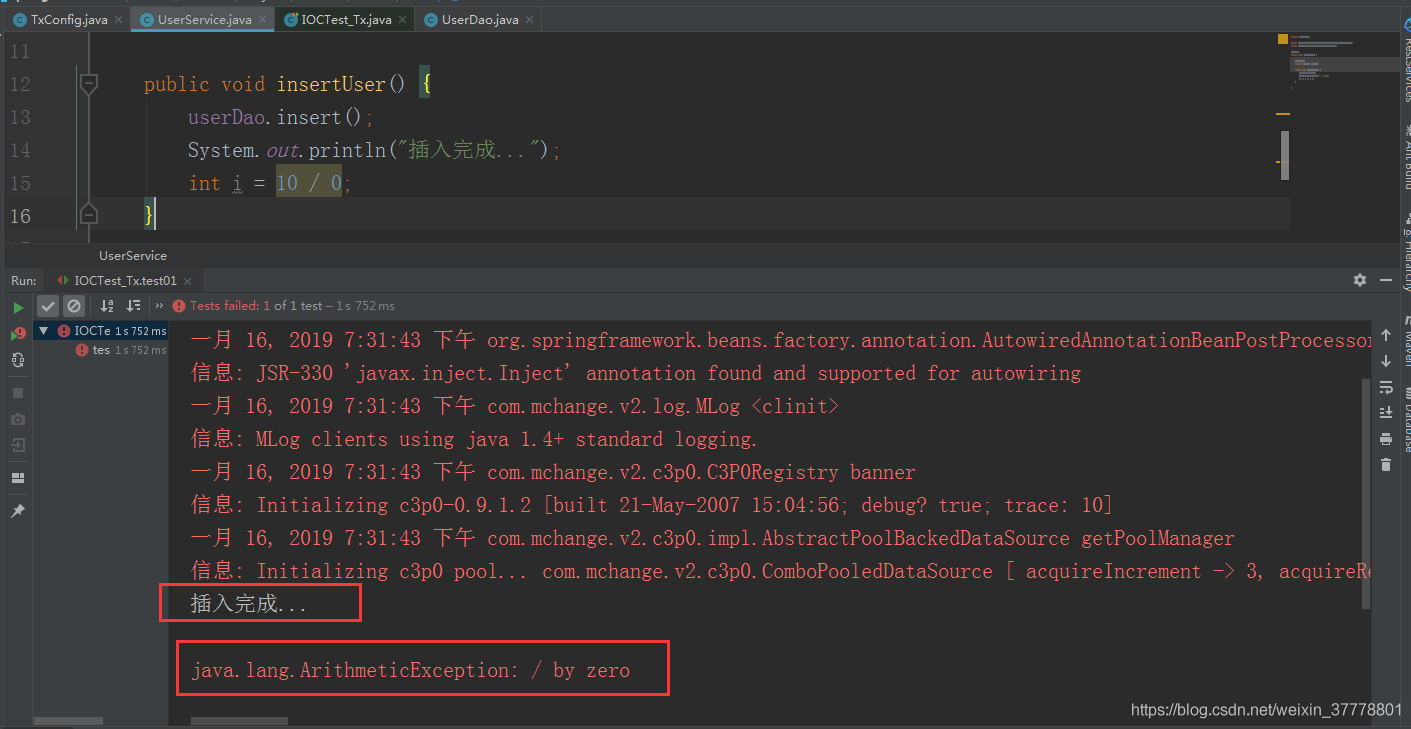 TxConfig.java UserService.java IOCTest_Tx.java UserDao.java
11
12 public void insertUser() {
13 userDao.insert();
14 System.out.println("插入完成...");
15 int i = 10 / 0;
16 }
UserService
Run: IOCTest_Tx.test01
» Tests failed: 1 of 1 test – 1 s 752 ms
IOCTe 1 s 752 ms
tes 1 s 752 ms
一月 16, 2019 7:31:43 下午 org.springframework.beans.factory.annotation.AutowiredAnnotationBeanPostProcessor
信息: JSR-330 'javax.inject.Inject' annotation found and supported for autowiring
一月 16, 2019 7:31:43 下午 com.mchange.v2.log.MLog <clinit>
信息: MLog clients using java 1.4+ standard logging.
一月 16, 2019 7:31:43 下午 com.mchange.v2.c3p0.C3P0Registry banner
信息: Initializing c3p0-0.9.1.2 [built 21-May-2007 15:04:56; debug? true; trace: 10]
一月 16, 2019 7:31:43 下午 com.mchange.v2.c3p0.impl.AbstractPoolBackedDataSource getPoolManager
信息: Initializing c3p0 pool... com.mchange.v2.c3p0.ComboPooledDataSource [ acquireIncrement -> 3, acquireRe
插入完成...
java.lang.ArithmeticException: / by zero
RestServices
Ant Build
Hierarchy
Maven
Database
https://blog.csdn.net/weixin_37778801